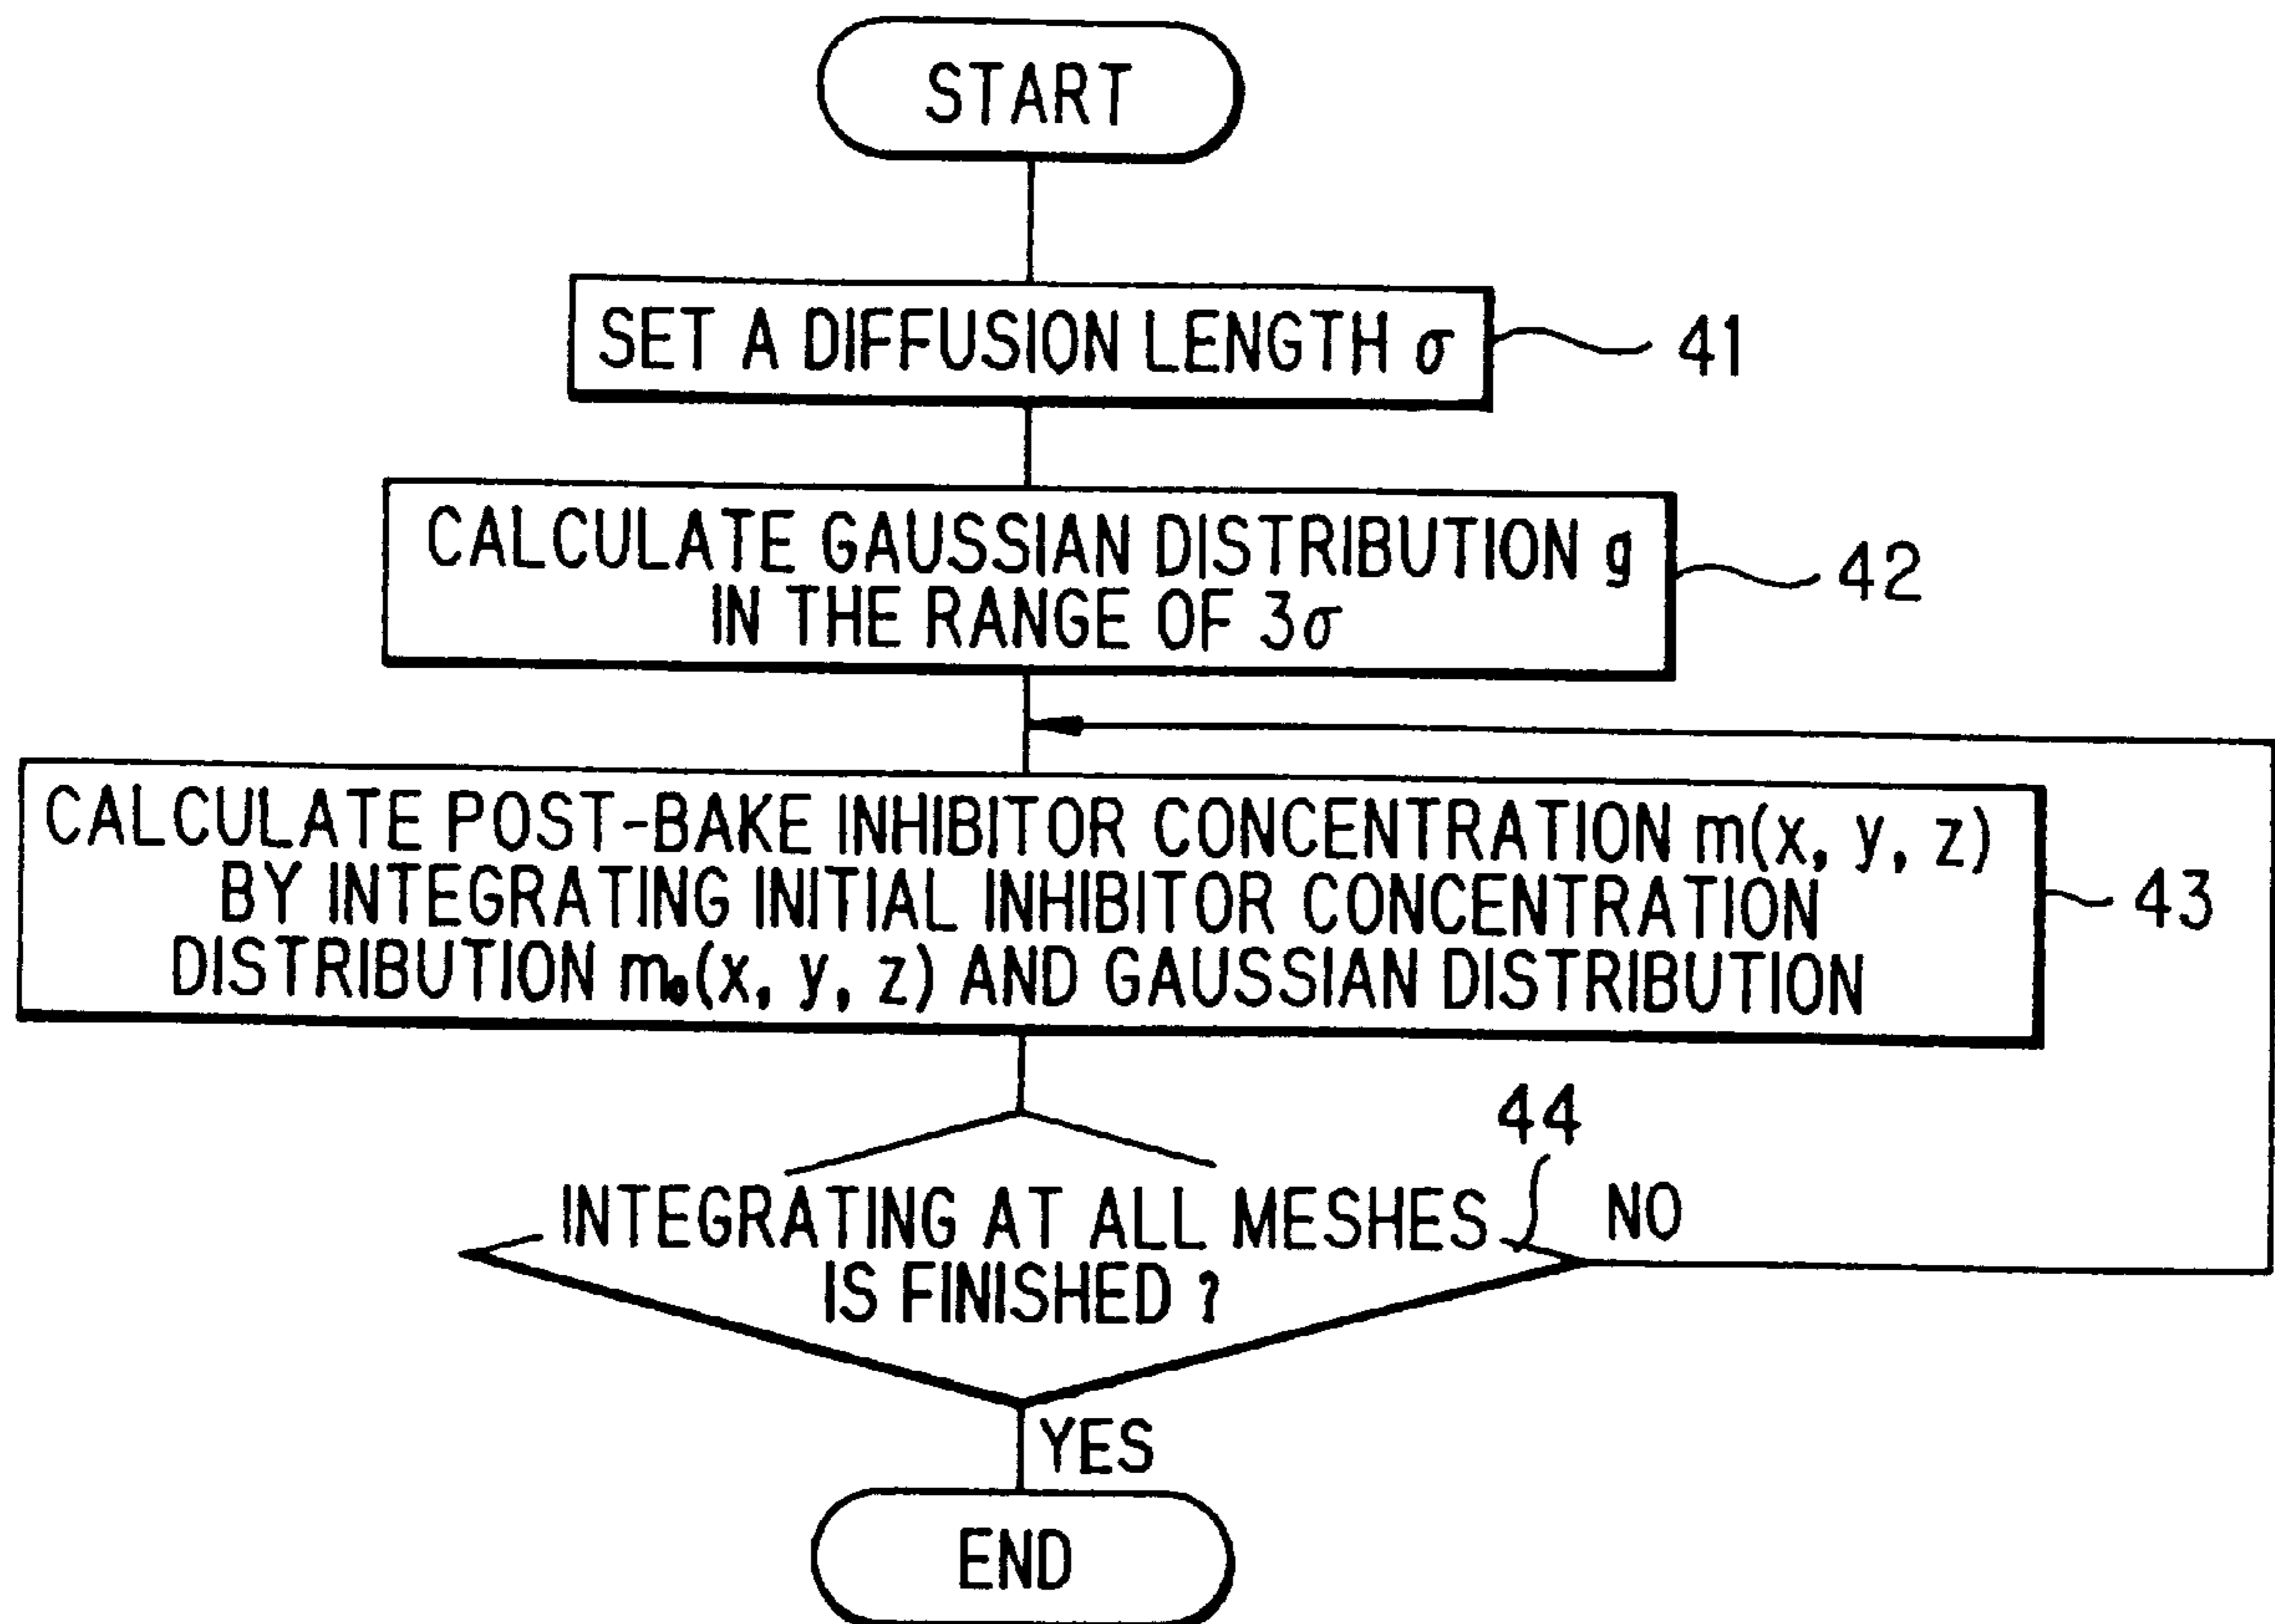 START
SET A DIFFUSION LENGTH σ
41
CALCULATE GAUSSIAN DISTRIBUTION g
IN THE RANGE OF 3σ
42
CALCULATE POST-BAKE INHIBITOR CONCENTRATION m(x, y, z)
BY INTEGRATING INITIAL INHIBITOR CONCENTRATION
DISTRIBUTION m₀(x, y, z) AND GAUSSIAN DISTRIBUTION
43
44
INTEGRATING AT ALL MESHES
IS FINISHED ?
NO
YES
END